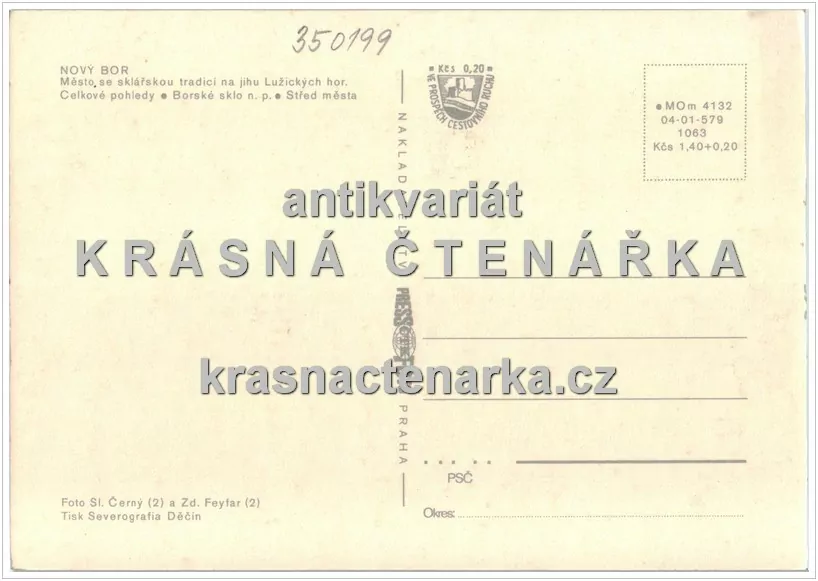 350199
NOVÝ BOR
Město se sklářskou tradicí na jihu Lužických hor.
Celkové pohledy ● Borské sklo n. p. ● Střed města
Kčs 0,20
VE PROSPĚCH CESTOVNÍHO RUCHU
● MOm 4132
04-01-579
1063
Kčs 1,40+0,20
antikvariát
KRÁSNÁ ČTENÁŘKA
krasnactenarka.cz
NAKLADATELSTVÍ
PRESSFOTO
PRAHA
PSČ
Okres:
Foto Sl. Černý (2) a Zd. Feyfar (2)
Tisk Severografia Děčín